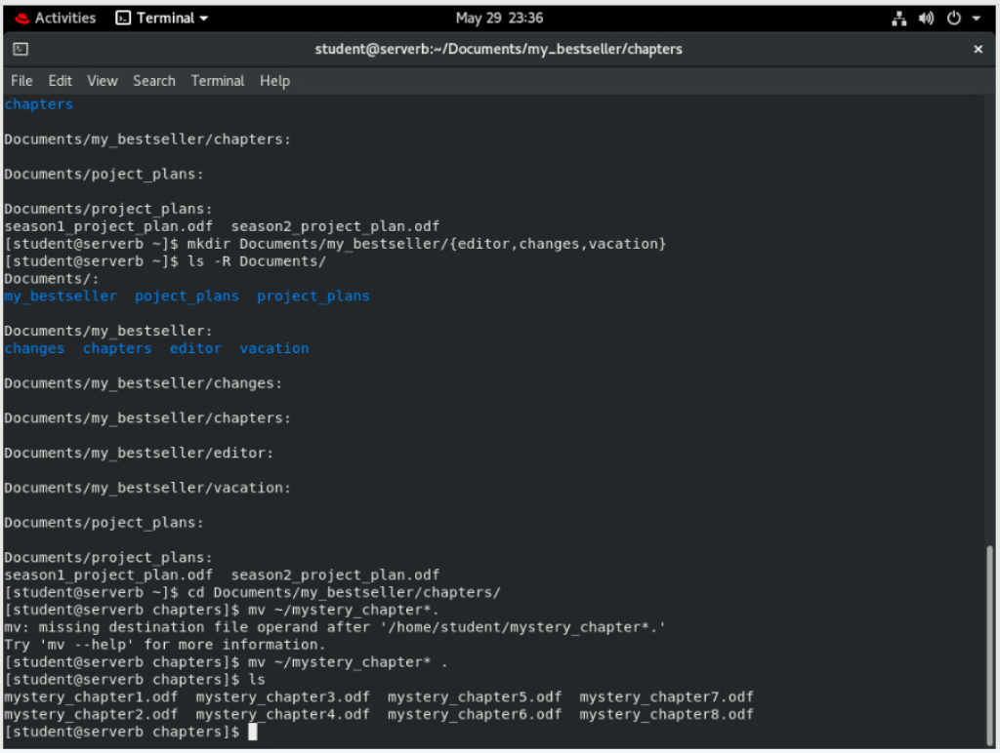 Activities Terminal May 29 23:36
student@serverb:~/Documents/my_bestseller/chapters ×
File Edit View Search Terminal Help
chapters
Documents/my_bestseller/chapters:
Documents/poject_plans:
Documents/project_plans:
season1_project_plan.odf  season2_project_plan.odf
[student@serverb ~]$ mkdir Documents/my_bestseller/{editor,changes,vacation}
[student@serverb ~]$ ls -R Documents/
Documents/:
my_bestseller  poject_plans  project_plans
Documents/my_bestseller:
changes  chapters  editor  vacation
Documents/my_bestseller/changes:
Documents/my_bestseller/chapters:
Documents/my_bestseller/editor:
Documents/my_bestseller/vacation:
Documents/poject_plans:
Documents/project_plans:
season1_project_plan.odf  season2_project_plan.odf
[student@serverb ~]$ cd Documents/my_bestseller/chapters/
[student@serverb chapters]$ mv ~/mystery_chapter*.
mv: missing destination file operand after '/home/student/mystery_chapter*.'
Try 'mv --help' for more information.
[student@serverb chapters]$ mv ~/mystery_chapter* .
[student@serverb chapters]$ ls
mystery_chapter1.odf  mystery_chapter3.odf  mystery_chapter5.odf  mystery_chapter7.odf
mystery_chapter2.odf  mystery_chapter4.odf  mystery_chapter6.odf  mystery_chapter8.odf
[student@serverb chapters]$